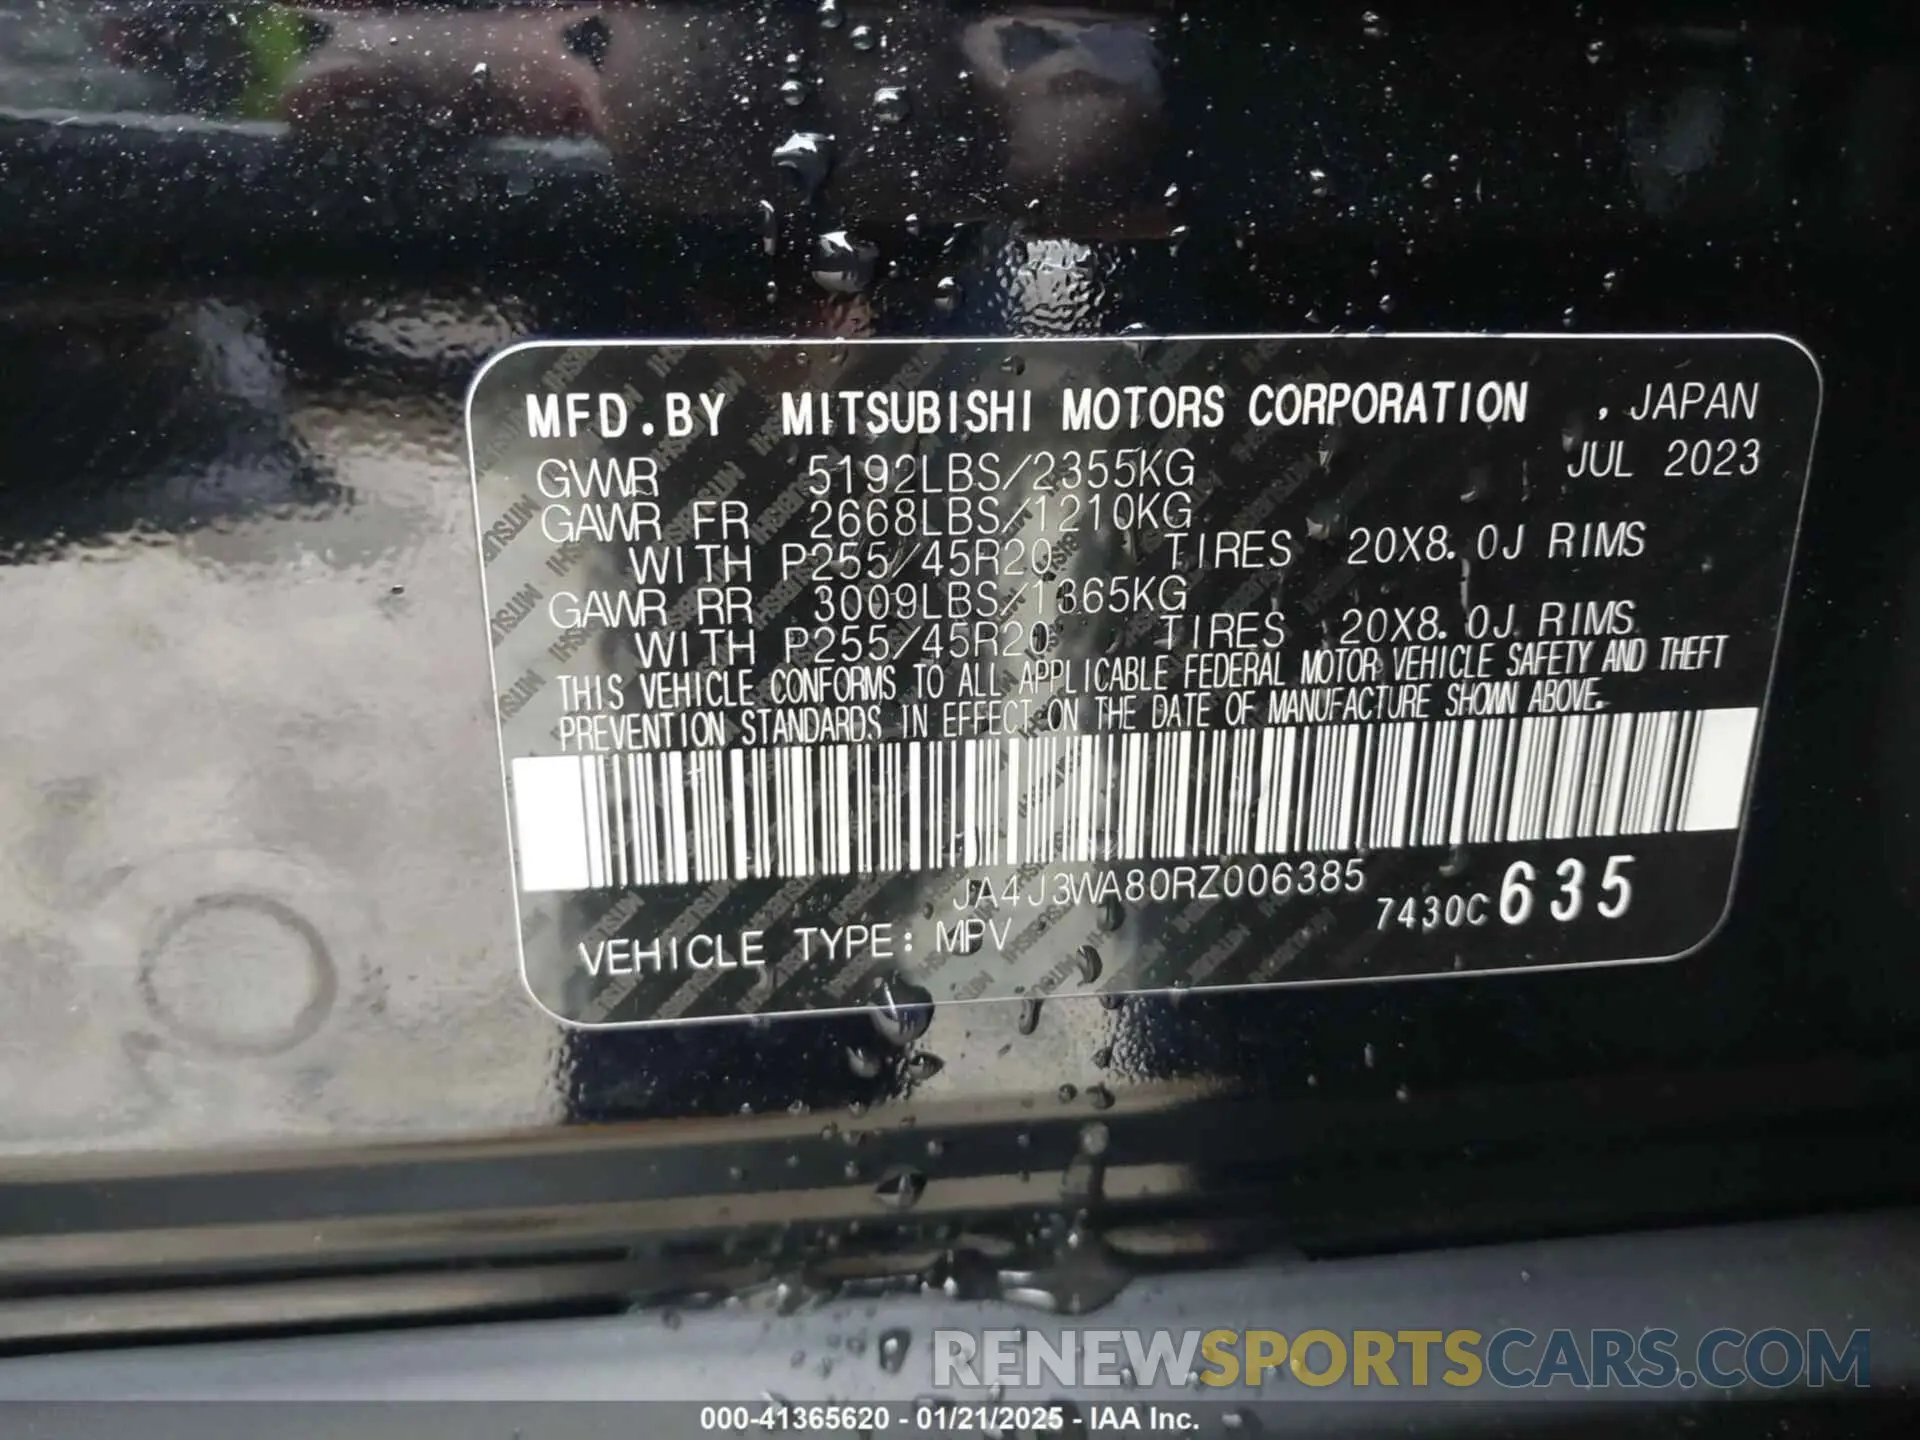 MFD.BY MITSUBISHI MOTORS CORPORATION , JAPAN
GVWR 5192LBS/2355KG JUL 2023
GAWR FR 2668LBS/1210KG
WITH P255/45R20 TIRES 20X8.0J RIMS
GAWR RR 3009LBS/1365KG
WITH P255/45R20 TIRES 20X8.0J RIMS
THIS VEHICLE CONFORMS TO ALL APPLICABLE FEDERAL MOTOR VEHICLE SAFETY AND THEFT
PREVENTION STANDARDS IN EFFECT ON THE DATE OF MANUFACTURE SHOWN ABOVE.
JA4J3WA80RZ006385
VEHICLE TYPE: MPV 7430C 635
RENEWSPORTSCARS.COM
000-41365620 - 01/21/2025 - IAA Inc.